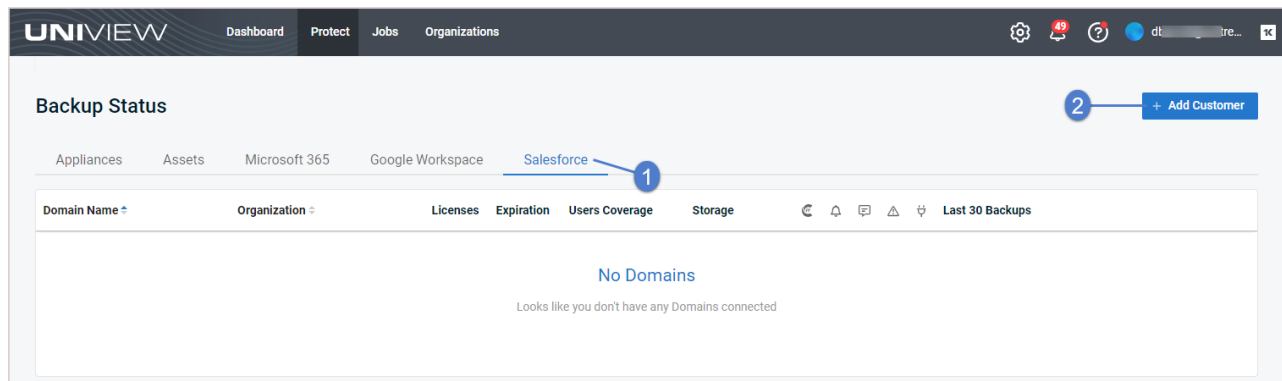 UNIVIEW Dashboard Protect Jobs Organizations 49
Backup Status
2 + Add Customer
Appliances Assets Microsoft 365 Google Workspace Salesforce
1
Domain Name Organization Licenses Expiration Users Coverage Storage Last 30 Backups
No Domains
Looks like you don't have any Domains connected